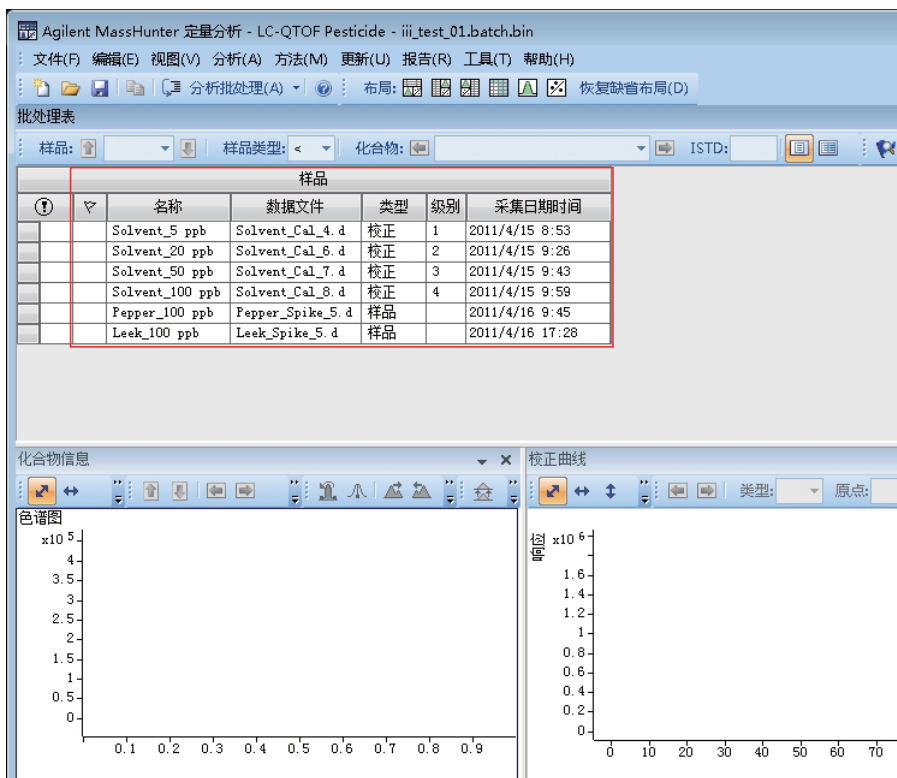 Agilent MassHunter 定量分析 - LC-QTOF Pesticide - iii_test_01.batch.bin
文件(F) 编辑(E) 视图(V) 分析(A) 方法(M) 更新(U) 报告(R) 工具(T) 帮助(H)
分析批处理(A) 布局: 恢复缺省布局(D)
批处理表
样品: 样品类型: < 化合物: ISTD:
样品
名称 数据文件 类型 级别 采集日期时间
Solvent_5 ppb Solvent_Cal_4.d 校正 1 2011/4/15 8:53
Solvent_20 ppb Solvent_Cal_6.d 校正 2 2011/4/15 9:26
Solvent_50 ppb Solvent_Cal_7.d 校正 3 2011/4/15 9:43
Solvent_100 ppb Solvent_Cal_8.d 校正 4 2011/4/15 9:59
Pepper_100 ppb Pepper_Spike_5.d 样品 2011/4/16 9:45
Leek_100 ppb Leek_Spike_5.d 样品 2011/4/16 17:28
化合物信息
色谱图
x10 5
4
3.5
3
2.5
2
1.5
1
0.5
0
0.1 0.2 0.3 0.4 0.5 0.6 0.7 0.8 0.9
校正曲线
类型: 原点:
响应 x10 6
1.6
1.4
1.2
1
0.8
0.6
0.4
0.2
0
0 10 20 30 40 50 60 70